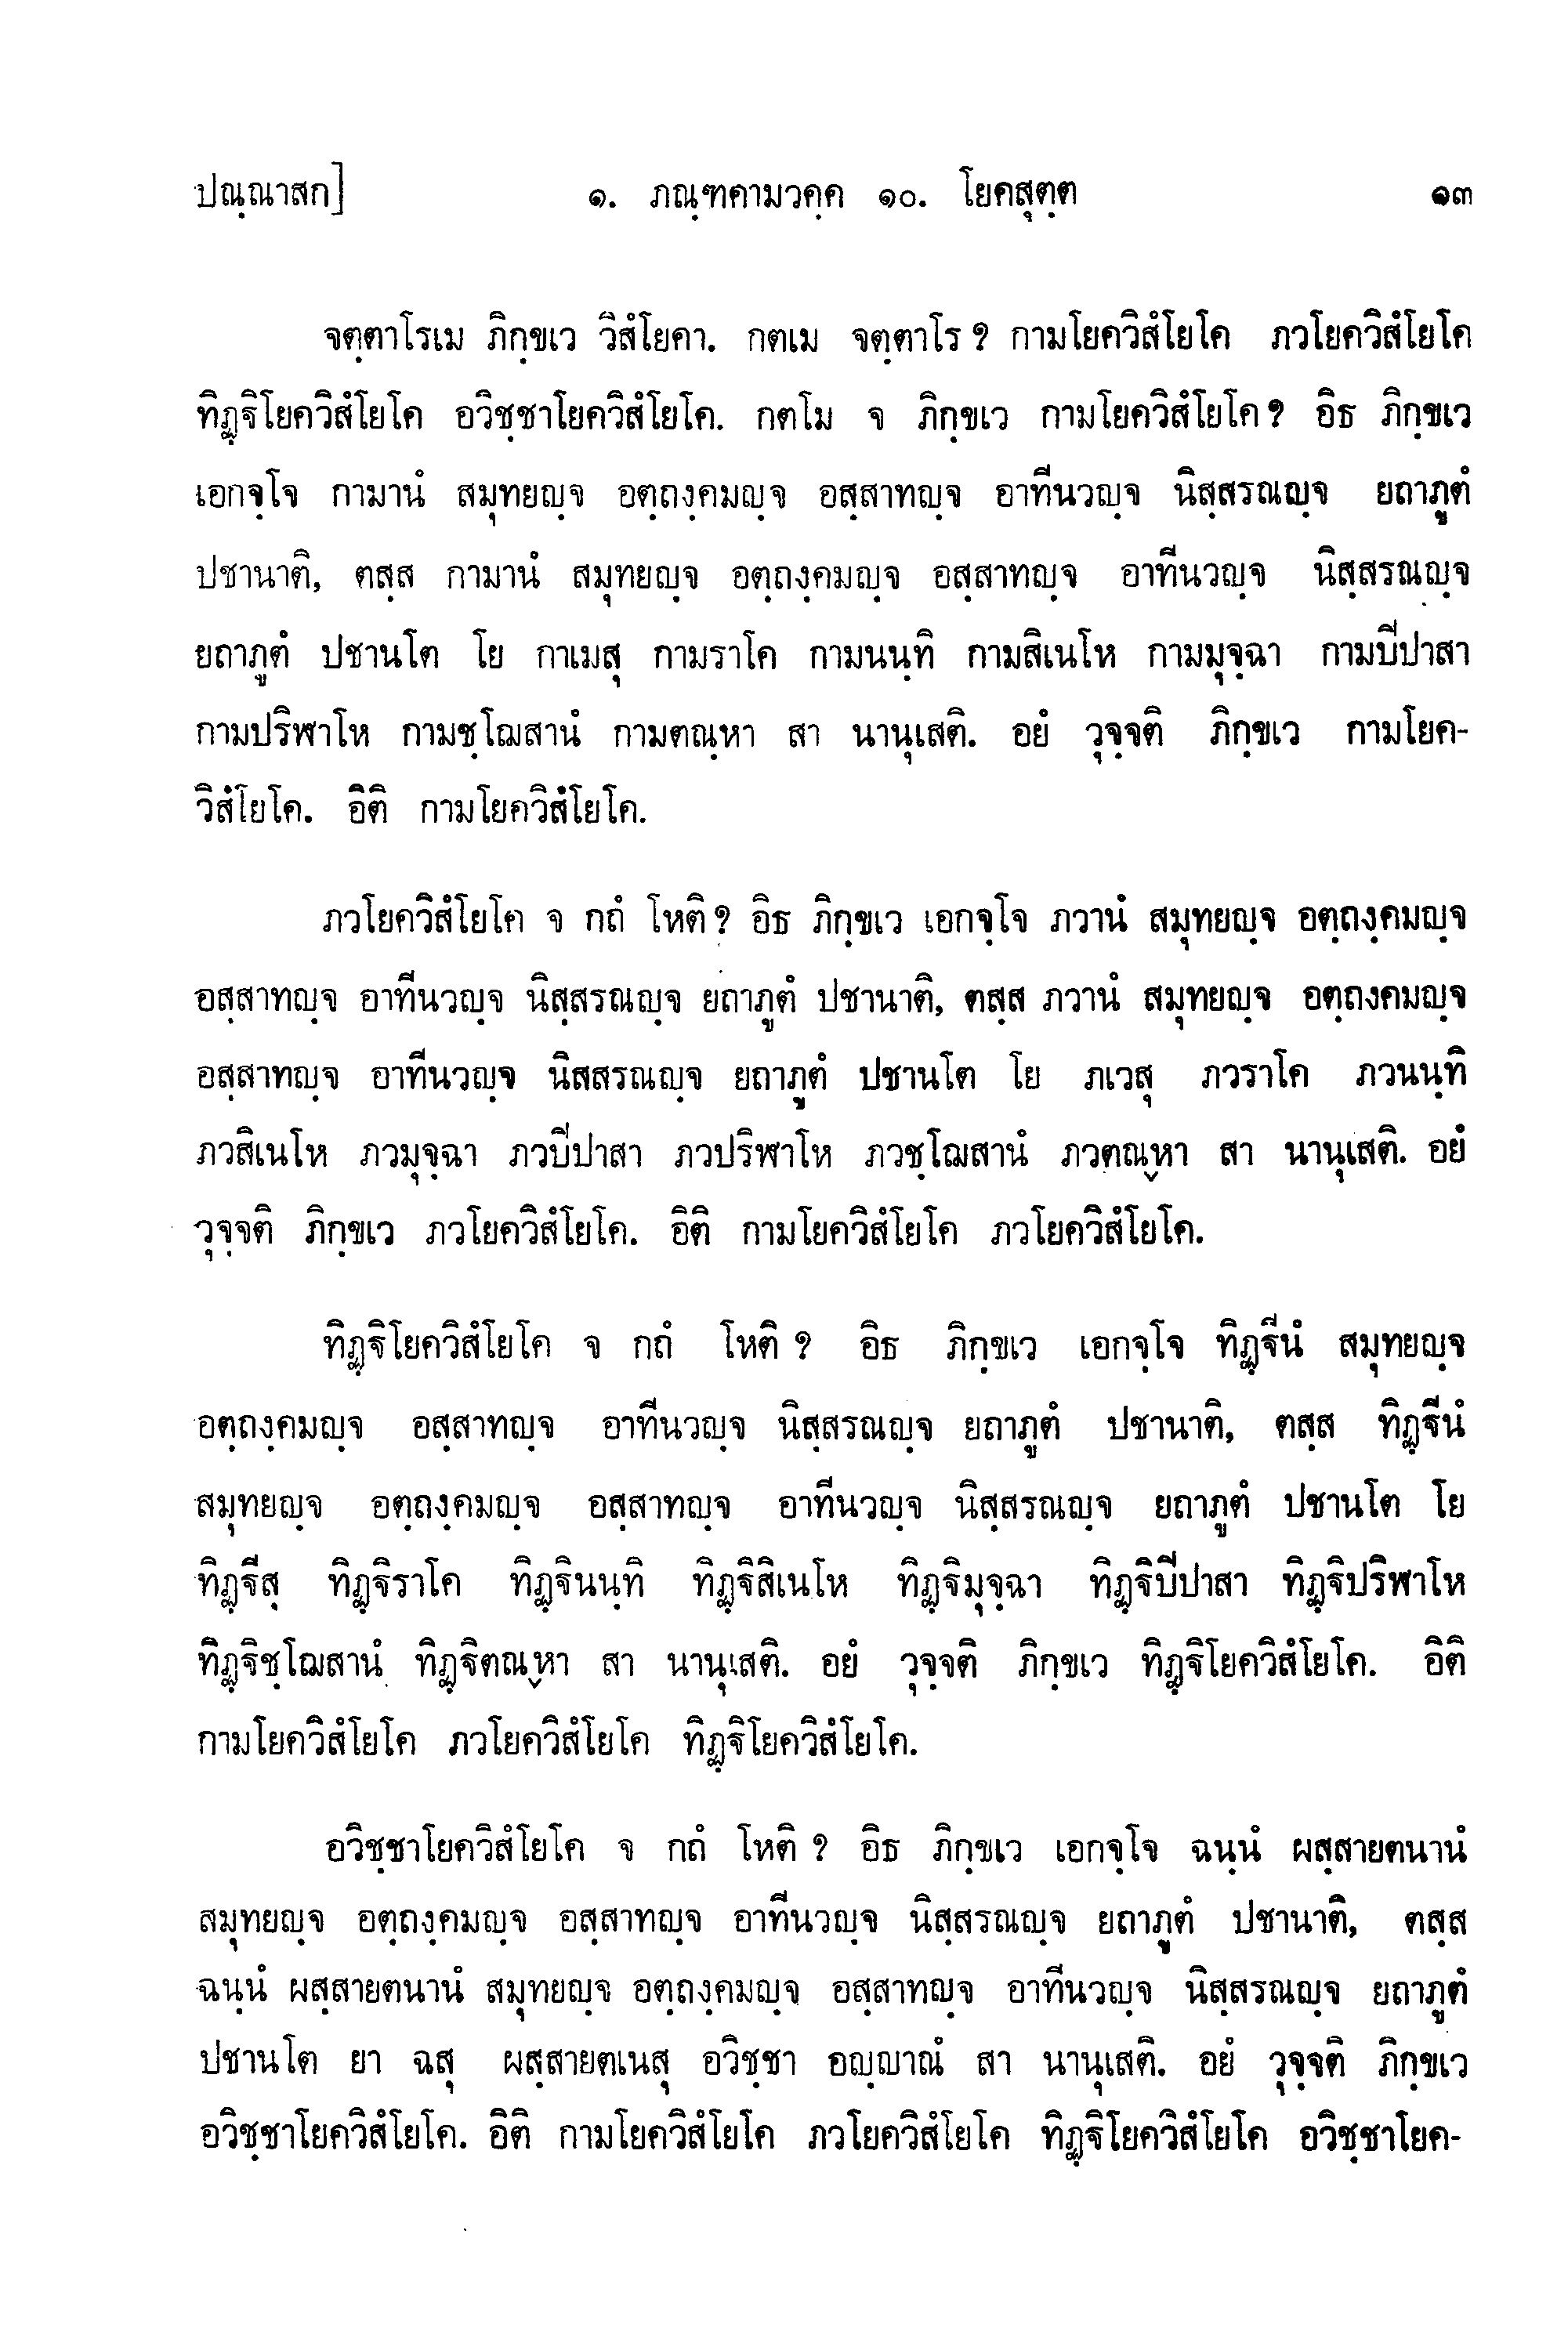 ปณฺณาสก] ๑. ภณฺฑคามวคฺค ๑๐. โยคสุตฺต ๑๓
จตฺตาโรเม ภิกฺขเว วิสํโยคา. กตเม จตฺตาโร ? กามโยควิสํโยโค ภวโยควิสํโยโค
ทิฏฺฐิโยควิสํโยโค อวิชฺชาโยควิสํโยโค. กตโม จ ภิกฺขเว กามโยควิสํโยโค ? อิธ ภิกฺขเว
เอกจฺโจ กามานํ สมุทยญฺจ อตฺถงฺคมญฺจ อสฺสาทญฺจ อาทีนวญฺจ นิสฺสรณญฺจ ยถาภูตํ
ปชานาติ, ตสฺส กามานํ สมุทยญฺจ อตฺถงฺคมญฺจ อสฺสาทญฺจ อาทีนวญฺจ นิสฺสรณญฺจ
ยถาภูตํ ปชานโต โย กาเมสุ กามราโค กามนนฺทิ กามสิเนโห กามมุจฺฉา กามปิปาสา
กามปริฬาโห กามชฺโฌสานํ กามตณฺหา สา นานุเสติ. อยํ วุจฺจติ ภิกฺขเว กามโยค-
วิสํโยโค. อิติ กามโยควิสํโยโค.
ภวโยควิสํโยโค จ กถํ โหติ ? อิธ ภิกฺขเว เอกจฺโจ ภวานํ สมุทยญฺจ อตฺถงฺคมญฺจ
อสฺสาทญฺจ อาทีนวญฺจ นิสฺสรณญฺจ ยถาภูตํ ปชานาติ, ตสฺส ภวานํ สมุทยญฺจ อตฺถงคมญฺจ
อสฺสาทญฺจ อาทีนวญฺจ นิสสรณญฺจ ยถาภูตํ ปชานโต โย ภเวสุ ภวราโค ภวนนฺทิ
ภวสิเนโห ภวมุจฺฉา ภวปิปาสา ภวปริฬาโห ภวชฺโฌสานํ ภวตณฺหา สา นานุเสติ. อยํ
วุจฺจติ ภิกฺขเว ภวโยควิสํโยโค. อิติ กามโยควิสํโยโค ภวโยควิสํโยโค.
ทิฏฺฐิโยควิสํโยโค จ กถํ โหติ ? อิธ ภิกฺขเว เอกจฺโจ ทิฏฺฐีนํ สมุทยญฺจ
อตฺถงฺคมญฺจ อสฺสาทญฺจ อาทีนวญฺจ นิสฺสรณญฺจ ยถาภูตํ ปชานาติ, ตสฺส ทิฏฺฐีนํ
สมุทยญฺจ อตฺถงฺคมญฺจ อสฺสาทญฺจ อาทีนวญฺจ นิสฺสรณญฺจ ยถาภูตํ ปชานโต โย
ทิฏฺฐีสุ ทิฏฺฐิราโค ทิฏฺฐินนฺทิ ทิฏฺฐิสิเนโห ทิฏฺฐิมุจฺฉา ทิฏฺฐิปิปาสา ทิฏฺฐิปริฬาโห
ทิฏฺฐิชฺโฌสานํ ทิฏฺฐิตณฺหา สา นานุเสติ. อยํ วุจฺจติ ภิกฺขเว ทิฏฺฐิโยควิสํโยโค. อิติ
กามโยควิสํโยโค ภวโยควิสํโยโค ทิฏฺฐิโยควิสํโยโค.
อวิชฺชาโยควิสํโยโค จ กถํ โหติ ? อิธ ภิกฺขเว เอกจฺโจ ฉนฺนํ ผสฺสายตนานํ
สมุทยญฺจ อตฺถงฺคมญฺจ อสฺสาทญฺจ อาทีนวญฺจ นิสฺสรณญฺจ ยถาภูตํ ปชานาติ, ตสฺส
ฉนฺนํ ผสฺสายตนานํ สมุทยญฺจ อตฺถงฺคมญฺจ อสฺสาทญฺจ อาทีนวญฺจ นิสฺสรณญฺจ ยถาภูตํ
ปชานโต ยา ฉสุ ผสฺสายตเนสุ อวิชฺชา อญฺญาณํ สา นานุเสติ. อยํ วุจฺจติ ภิกฺขเว
อวิชฺชาโยควิสํโยโค. อิติ กามโยควิสํโยโค ภวโยควิสํโยโค ทิฏฺฐิโยควิสํโยโค อวิชฺชาโยค-